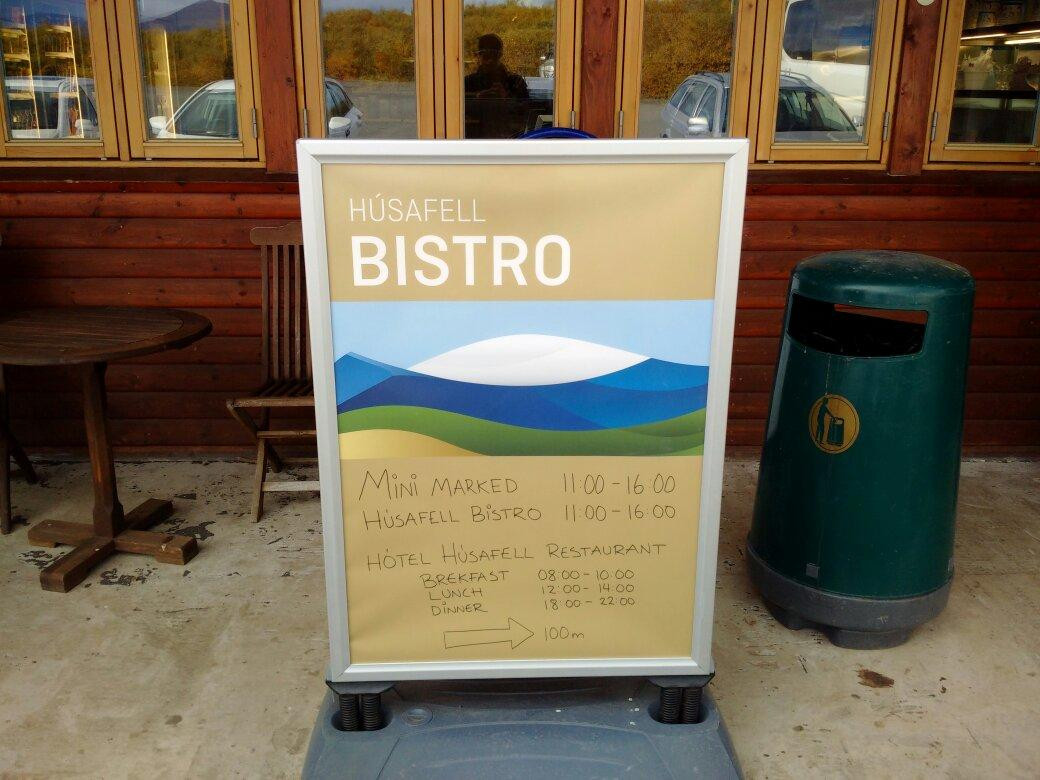 HÚSAFELL
BISTRO
MiNi MARKED 11:00 - 16:00
HÚSAFELL BiSTRO 11:00 - 16:00
HÓTEL HÚSAFELL RESTAURANT
BREKFAST 08:00 - 10:00
LUNCH 12:00 - 14:00
DiNNER 18:00 - 22:00
100m